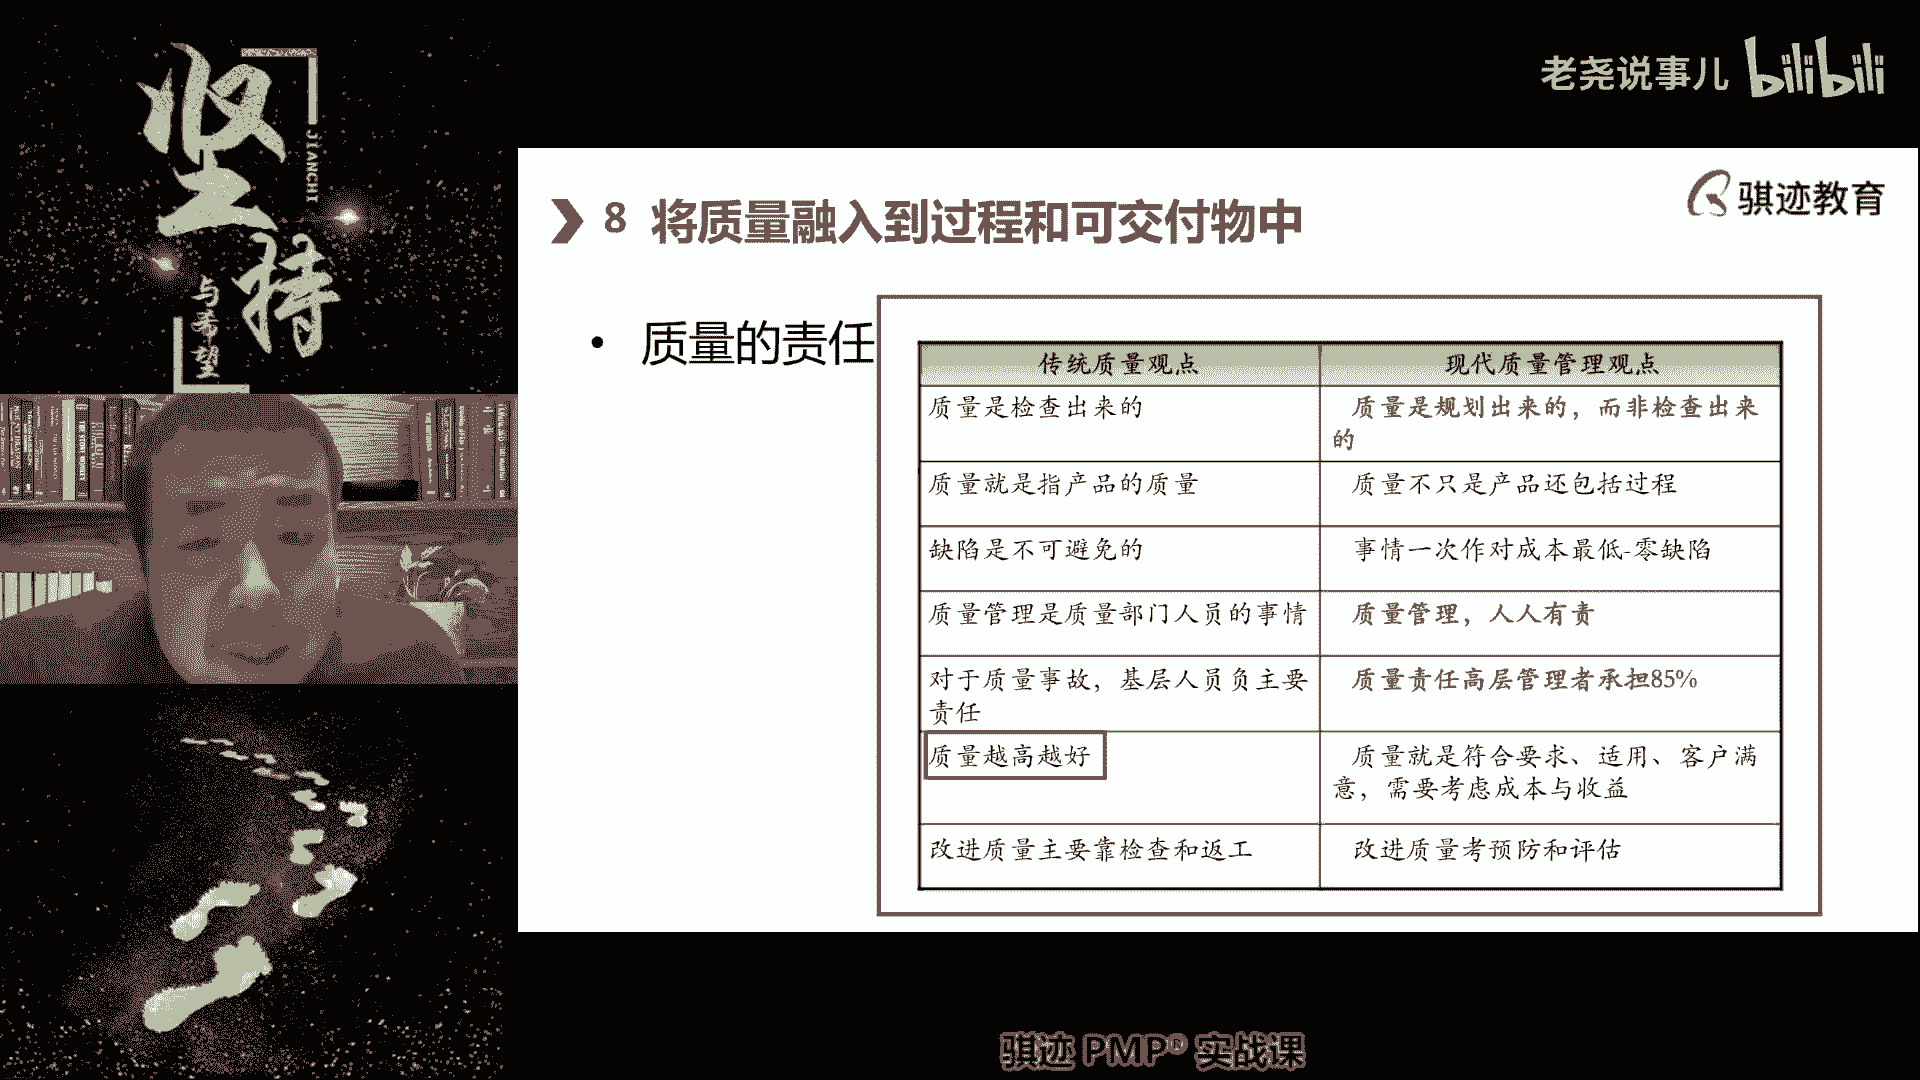 坚持
JIANCHI
与希望
老尧说事儿 bilibili
骐迹教育
8 将质量融入到过程和可交付物中
• 质量的责任
传统质量观点
现代质量管理观点
质量是检查出来的
质量是规划出来的，而非检查出来
的
质量就是指产品的质量
质量不只是产品还包括过程
缺陷是不可避免的
事情一次作对成本最低-零缺陷
质量管理是质量部门人员的事情
质量管理，人人有责
对于质量事故，基层人员负主要
责任
质量责任高层管理者承担85%
质量越高越好
质量就是符合要求、适用、客户满
意，需要考虑成本与收益
改进质量主要靠检查和返工
改进质量考预防和评估
骐迹 PMP® 实战课